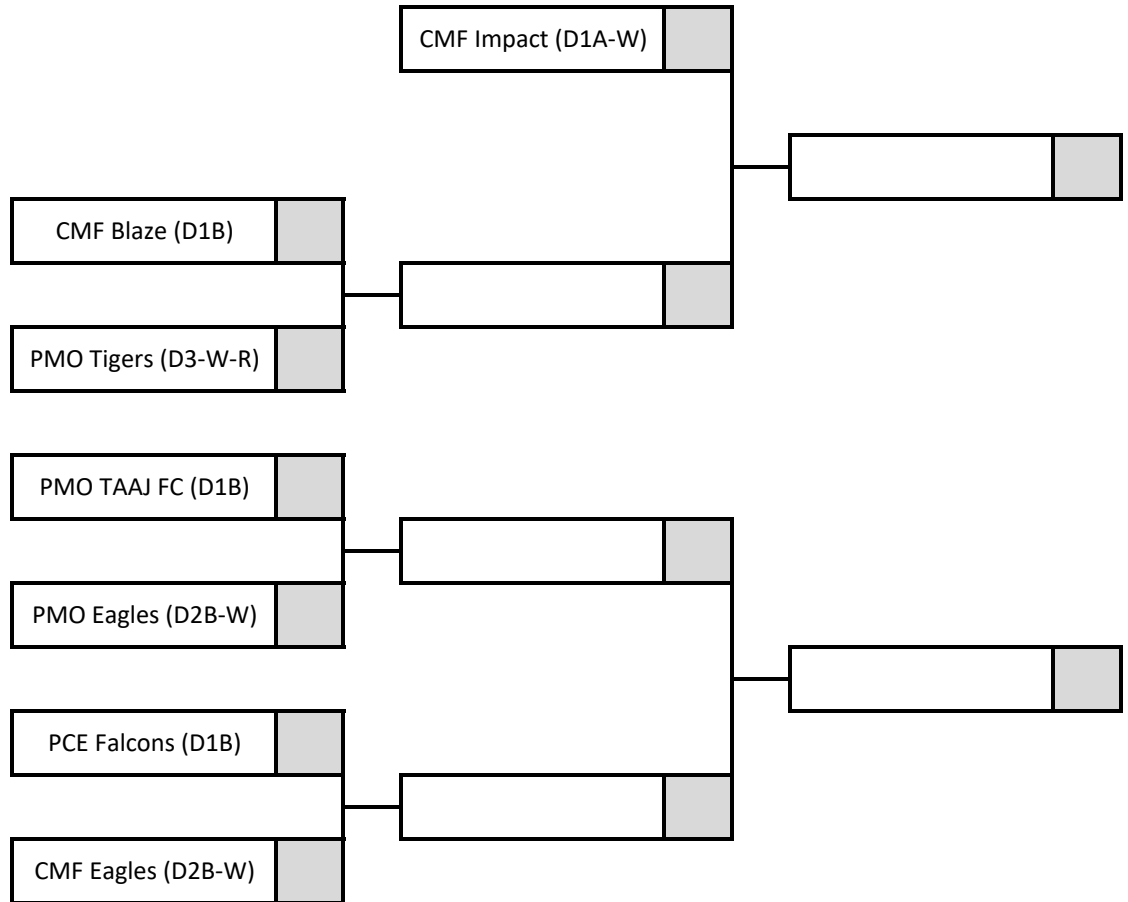 CMF Impact (D1A-W)
CMF Blaze (D1B)
PMO Tigers (D3-W-R)
PMO TAAJ FC (D1B)
PMO Eagles (D2B-W)
PCE Falcons (D1B)
CMF Eagles (D2B-W)